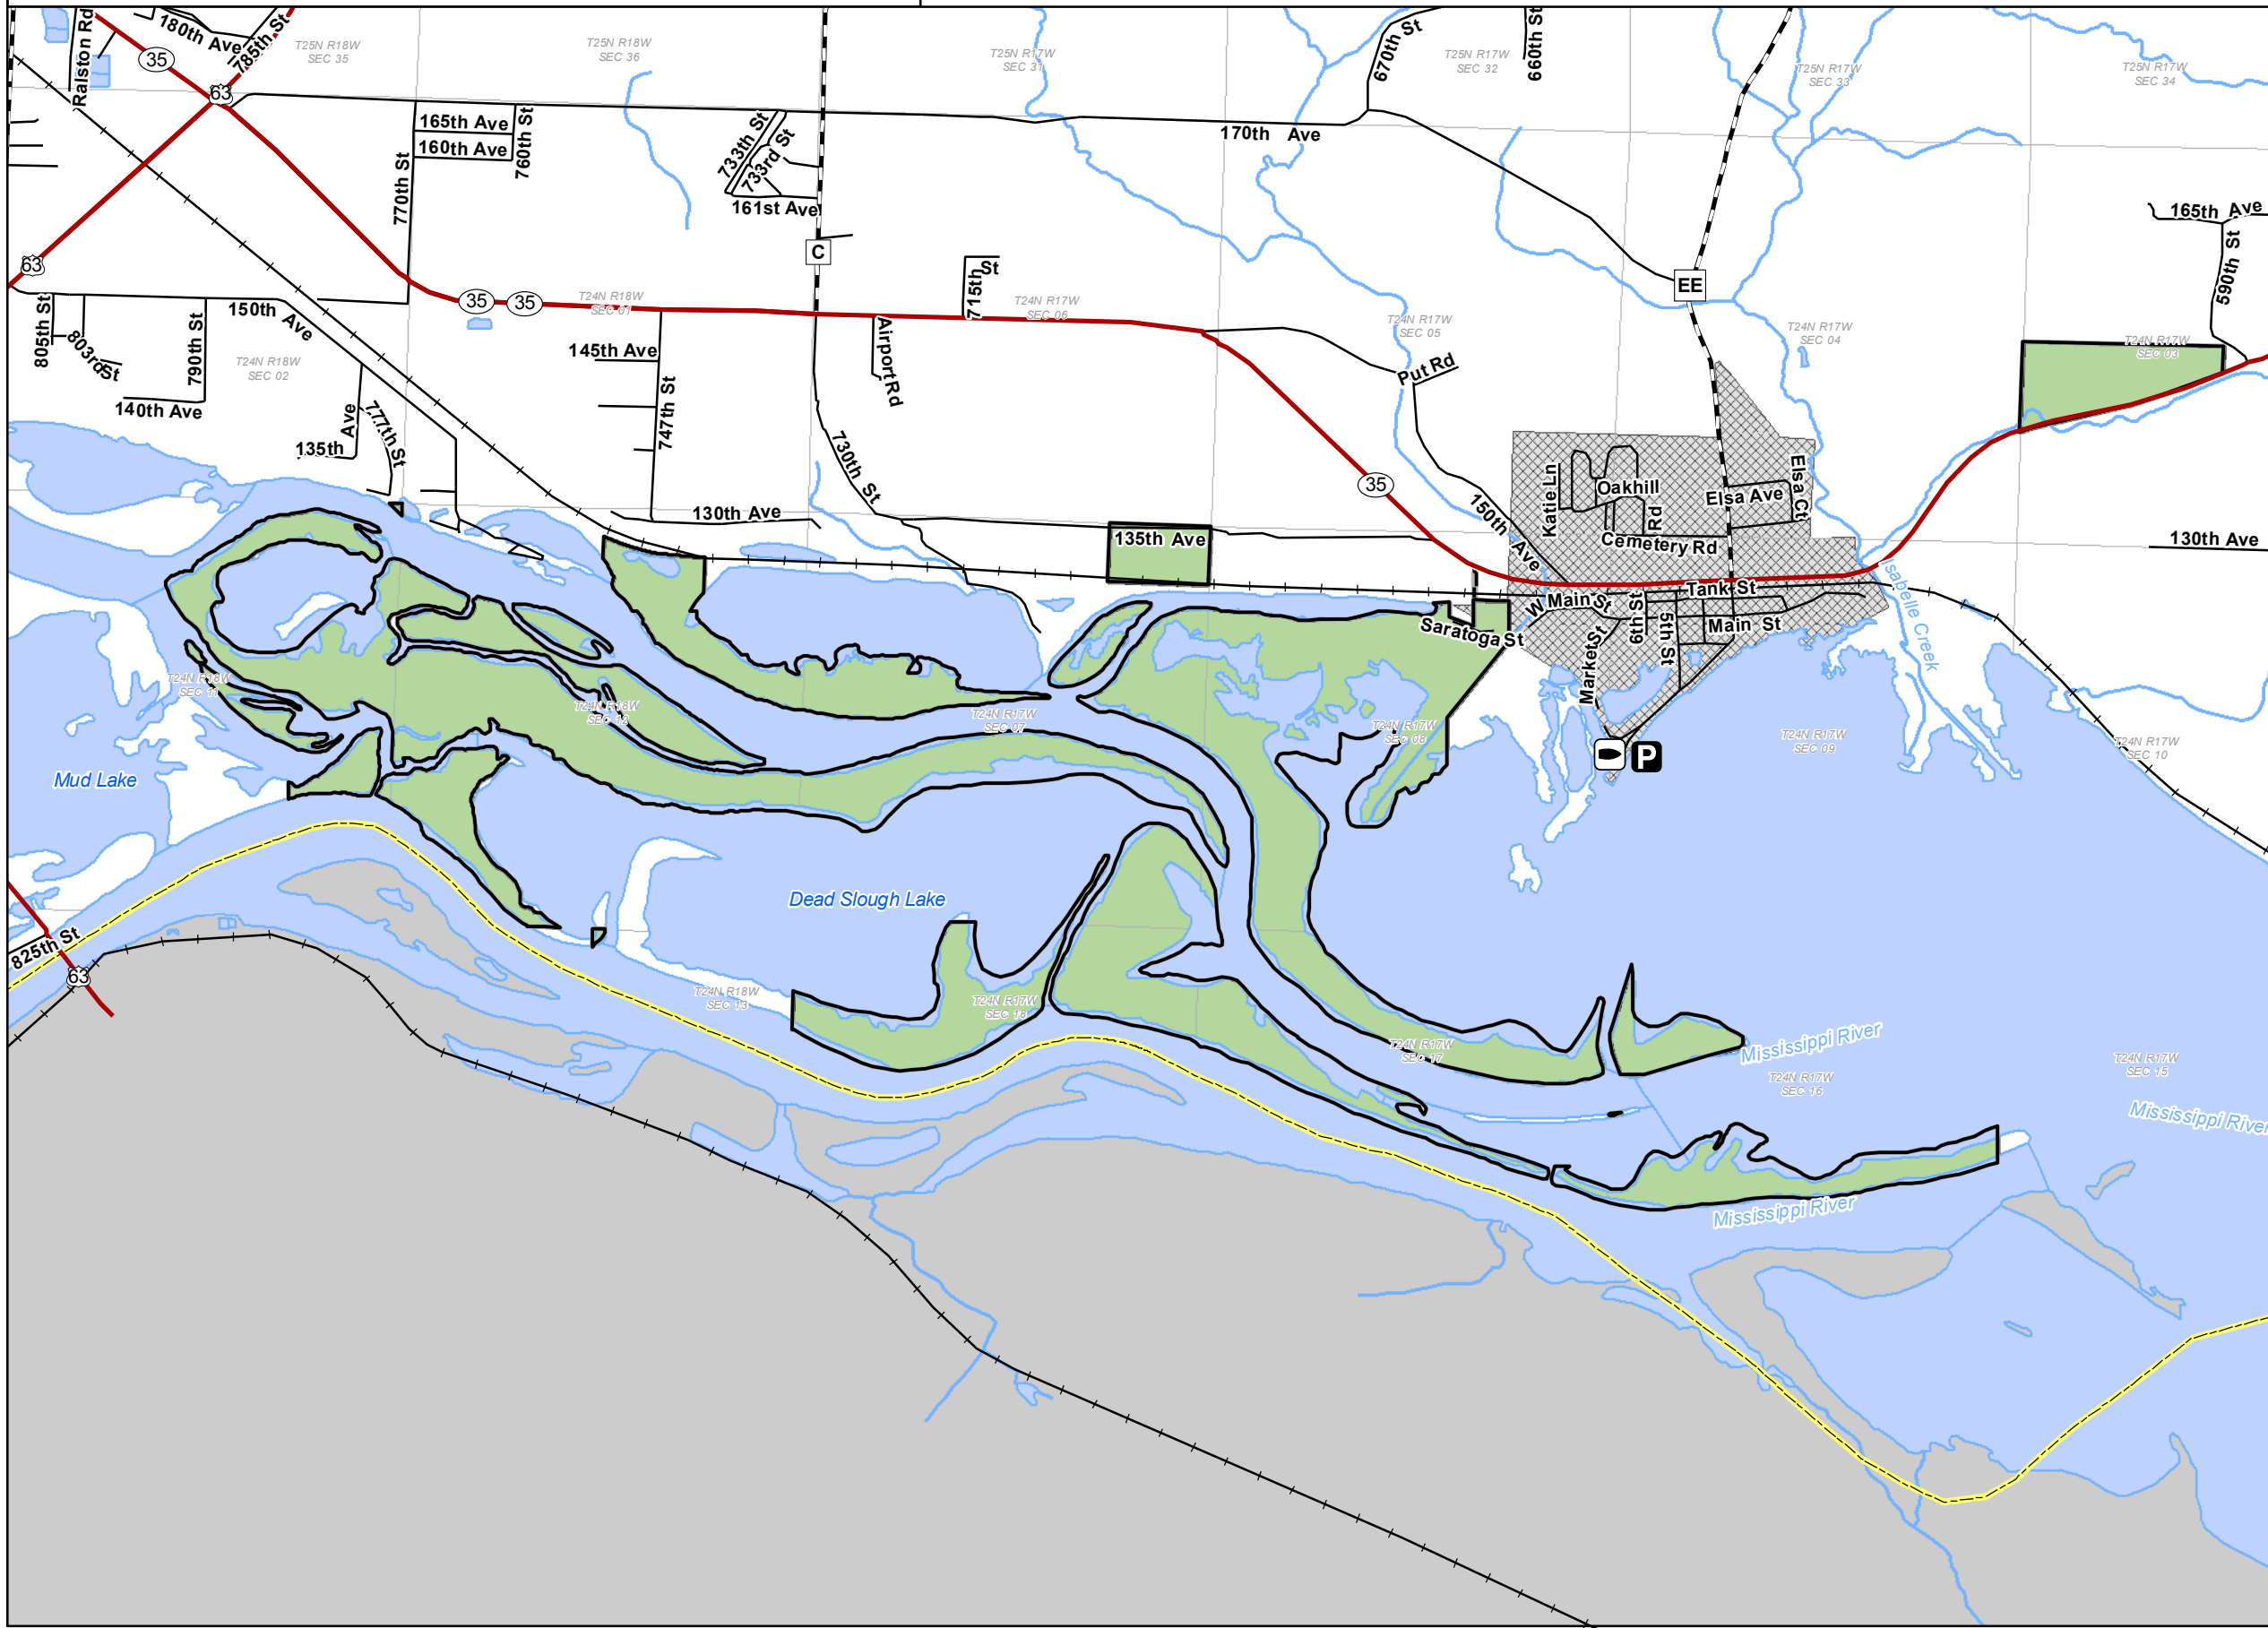 Ralston Rd
180th Ave
785th St
35
63
T25N R18W
SEC 35
T25N R18W
SEC 36
T25N R17W
SEC 31
670th St
T25N R17W
SEC 32
660th St
T25N R17W
SEC 33
T25N R17W
SEC 34
165th Ave
160th Ave
760th St
770th St
733th St
733rd St
161st Ave
170th Ave
165th Ave
590th St
63
C
EE
35
35
T24N R18W
SEC 01
715th St
T24N R17W
SEC 06
T24N R17W
SEC 05
T24N R17W
SEC 04
T24N R17W
SEC 03
805th St
803rd St
790th St
150th Ave
T24N R18W
SEC 02
140th Ave
135th Ave
777th St
145th Ave
747th St
Airport Rd
730th St
130th Ave
Put Rd
35
150th Ave
135th Ave
Katie Ln
Oakhill Rd
Cemetery Rd
Elsa Ave
Elsa Ct
130th Ave
Tank St
W Main St
Main St
6th St
5th St
Market St
Saratoga St
Isabelle Creek
T24N R18W
SEC 11
T24N R18W
SEC 12
T24N R17W
SEC 07
T24N R17W
SEC 08
T24N R17W
SEC 09
T24N R17W
SEC 10
P
Mud Lake
Dead Slough Lake
825th St
63
T24N R18W
SEC 13
T24N R17W
SEC 18
T24N R17W
SEC 17
Mississippi River
T24N R17W
SEC 16
T24N R17W
SEC 15
Mississippi River
Mississippi River